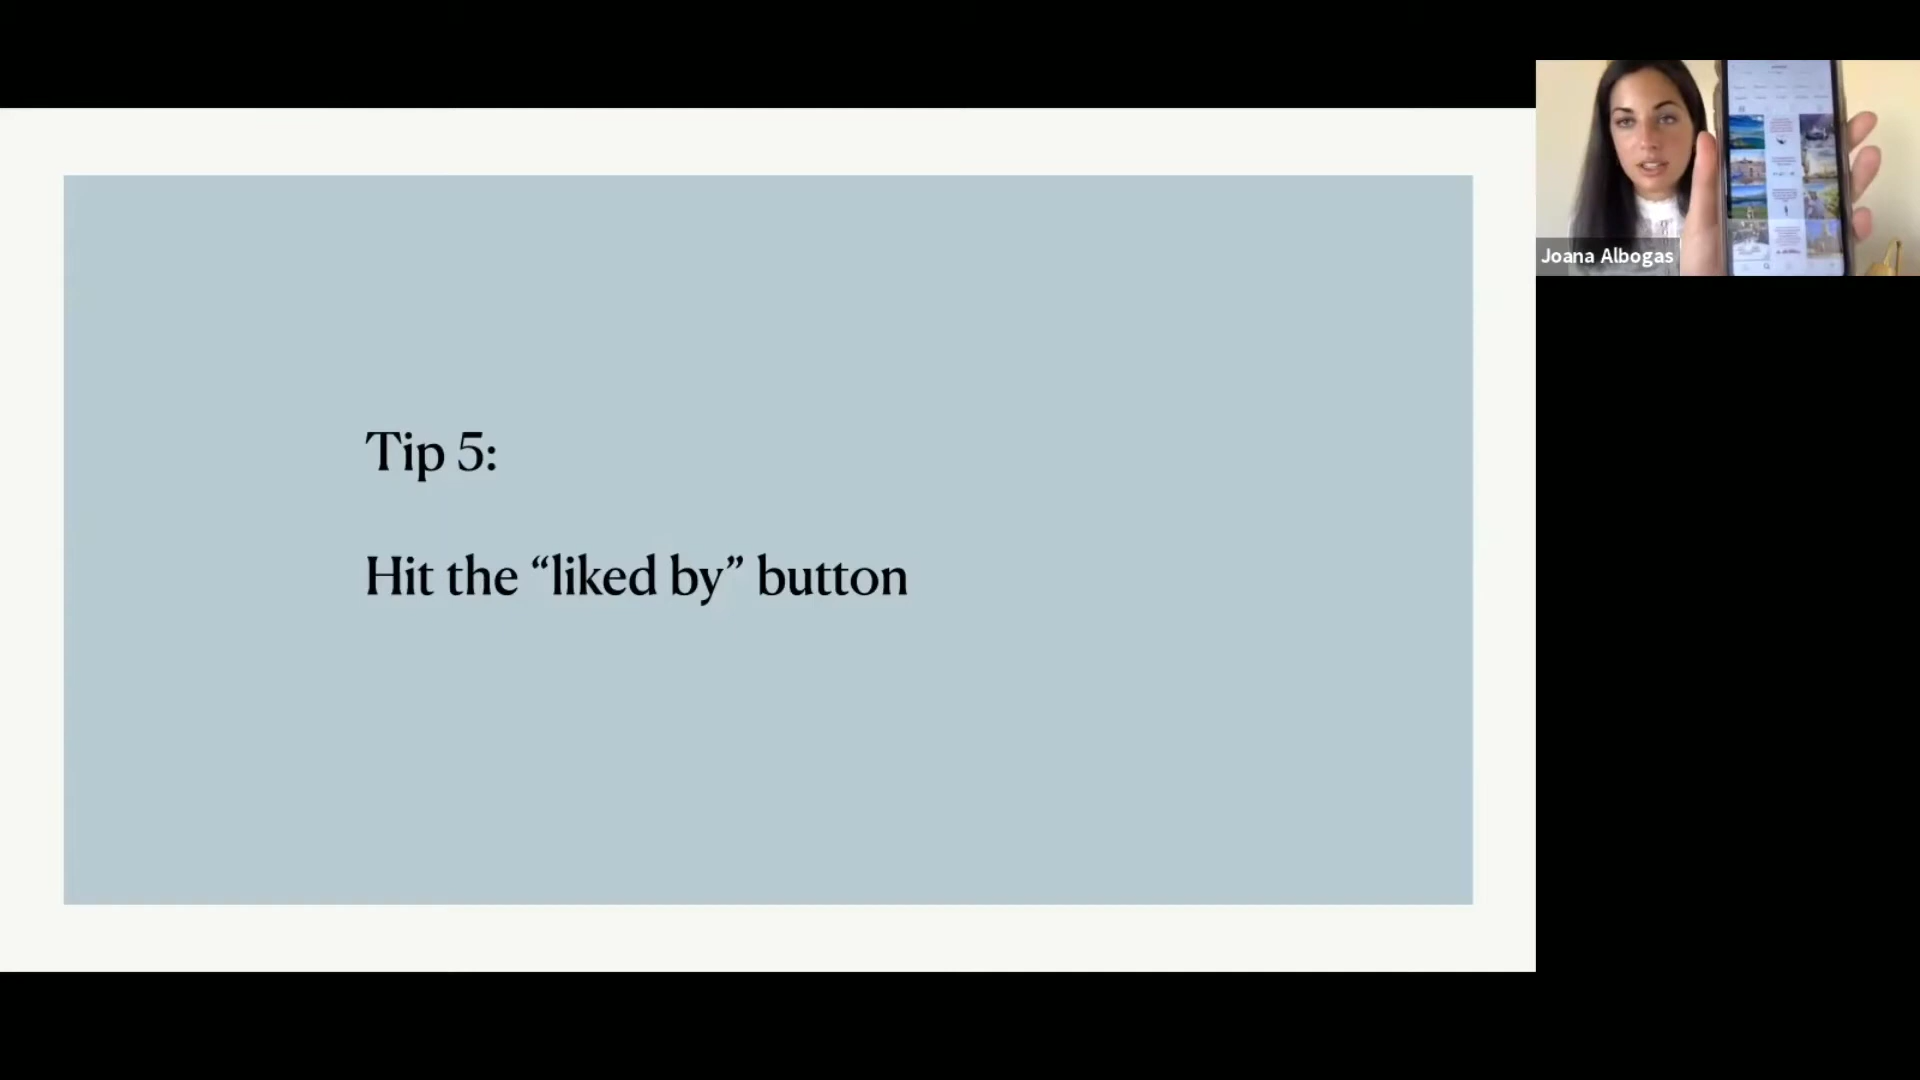 Tip 5:
Hit the “liked by” button
Joana Albogas